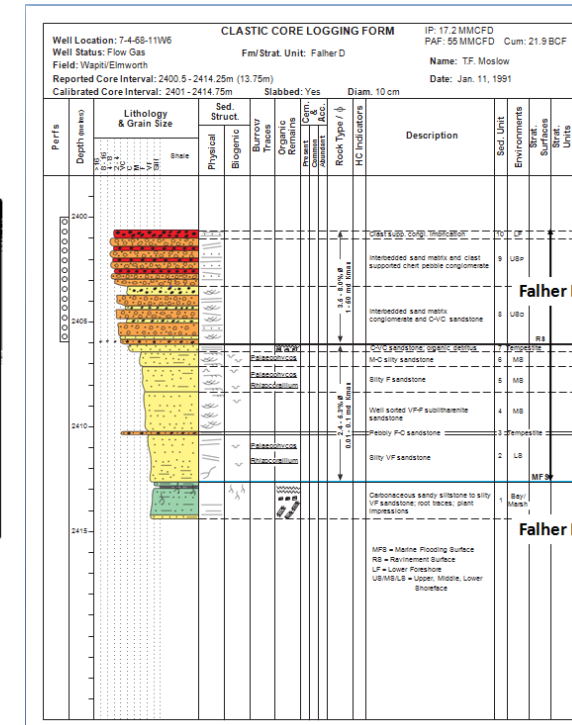 CLASTIC CORE LOGGING FORM
Well Location: 7-4-68-11W6
Well Status: Flow Gas
Field: Wapiti/Elmworth
Reported Core Interval: 2400.5 - 2414.25m (13.75m)
Calibrated Core Interval: 2401 - 2414.75m
Fm/Strat. Unit: Falher D
Slabbed: Yes
Diam. 10 cm
IP: 17.2 MMCFD
PAF: 55 MMCFD Cum: 21.9 BCF
Name: T.F. Moslow
Date: Jan. 11, 1991
Perfs
Depth (metres)
Lithology
& Grain Size
Shale
Sed.
Struct.
Physical
Biogenic
Burrow
Traces
Organic
Remains
Cem.
&
Acc.
Present
Common
Abundant
Rock Type / ϕ
HC Indicators
Description
Sed. Unit
Environments
Strat.
Surfaces
Strat.
Units
2400
2405
2410
2415
Clast supp. congl. imbrication
10 LF
Interbedded sand matrix and clast
supported chert pebble conglomerate
9
Falher
Interbedded sand matrix
conglomerate and C-VC sandstone
8
RS
C-VC sandstone; organic detritus
7 Tempestite
Palaeophycos
M-C silty sandstone
6 MS
Palaeophycos
Rhizocorallium
Silty F sandstone
5 MS
Well sorted VF-F sublitharenite
sandstone
4 MS
Pebbly F-C sandstone
3 Tempestite
Palaeophycos
Rhizocorallium
Silty VF sandstone
2 LS
MFS
Carbonaceous sandy siltstone to silty
VF sandstone; root traces; plant
impressions
1 Bay/
Marsh
Falher
MFS = Marine Flooding Surface
RS = Ravinement Surface
LF = Lower Foreshore
US/MS/LS = Upper, Middle, Lower
Shoreface